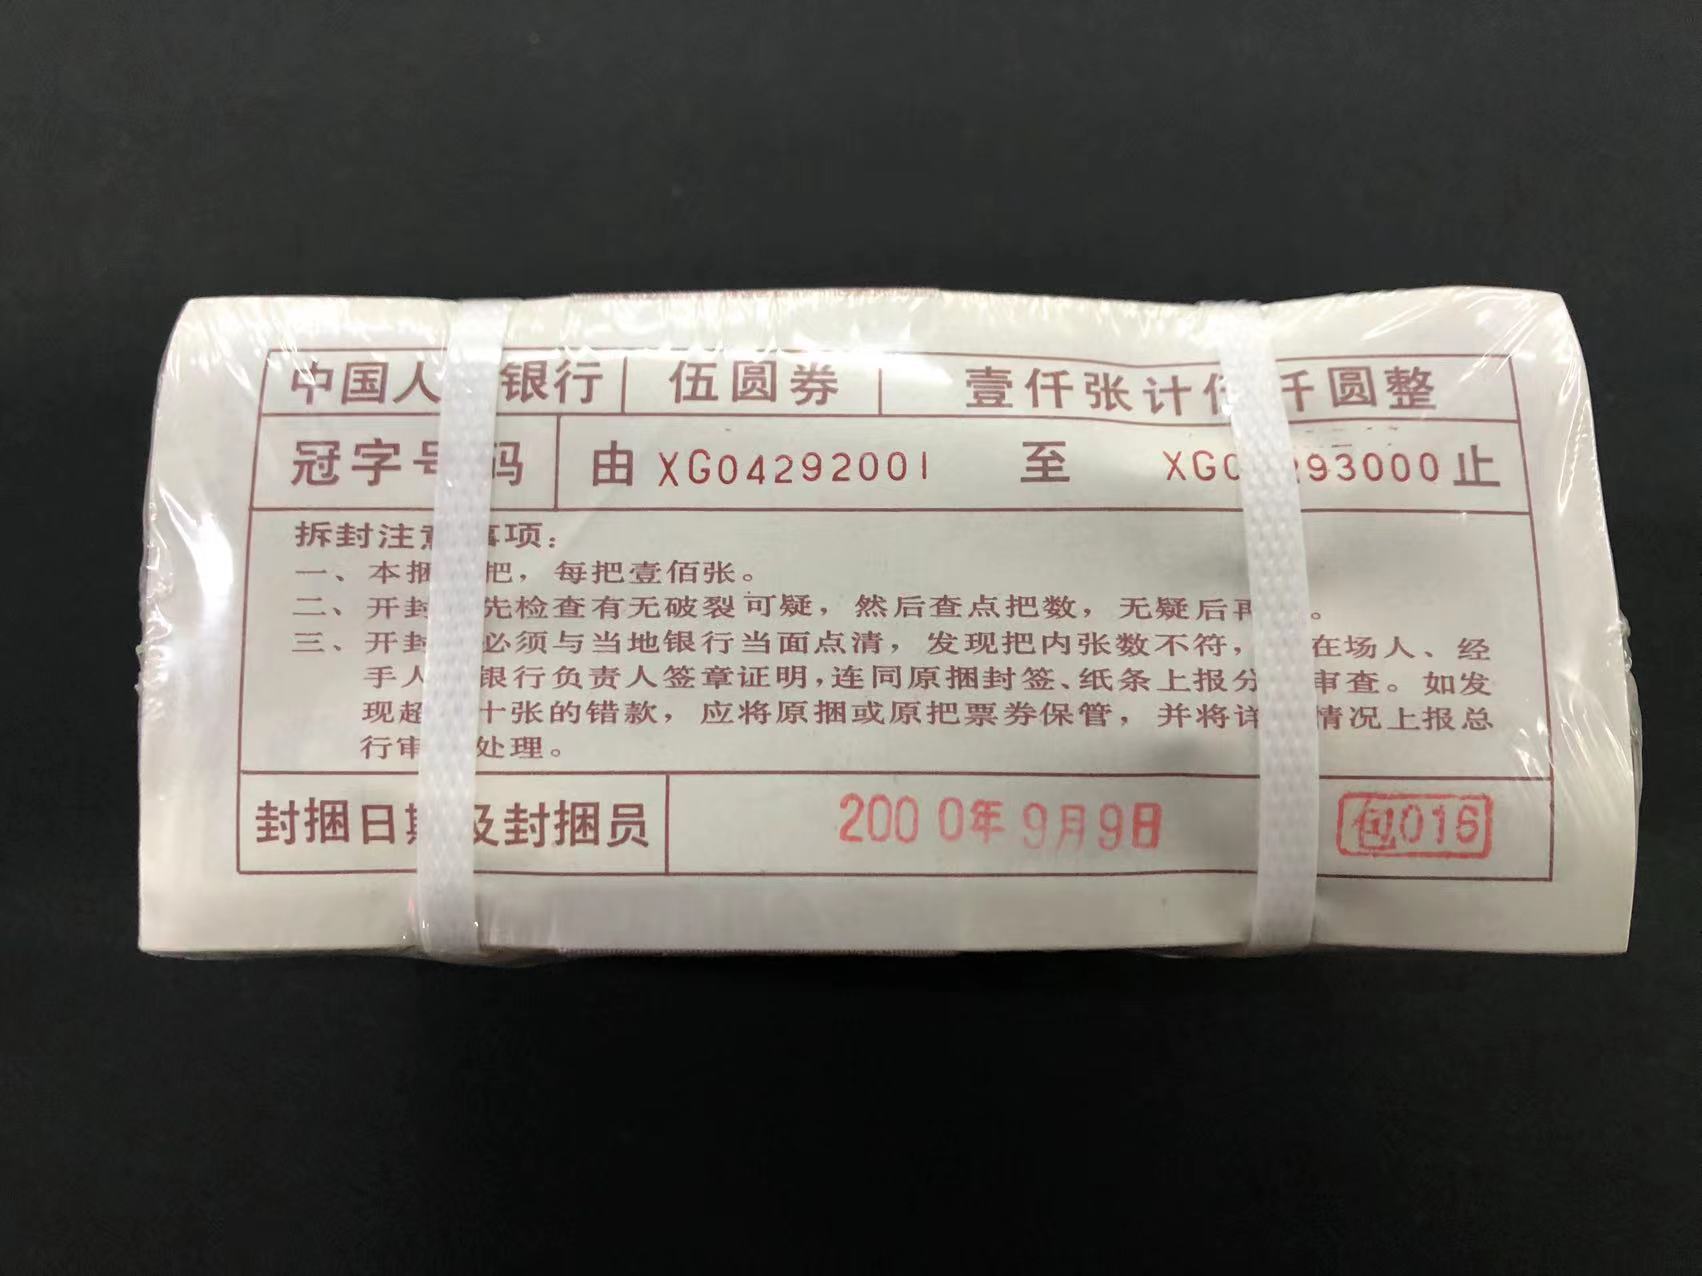 中国人 银行 伍圆券 壹仟张计伍 千圆整
冠字号码 由 XG04292001 至 XG0 293000 止
拆封注意事项：
一、本捆 把，每把壹佰张。
二、开封 先检查有无破裂可疑，然后查点把数，无疑后再 。
三、开封 必须与当地银行当面点清，发现把内张数不符， 在场人、经
手人 银行负责人签章证明，连同原捆封签、纸条上报分 审查。如发
现超 十张的错款，应将原捆或原把票券保管，并将详 情况上报总
行审 处理。
封捆日期及封捆员 2000年9月9日 包016